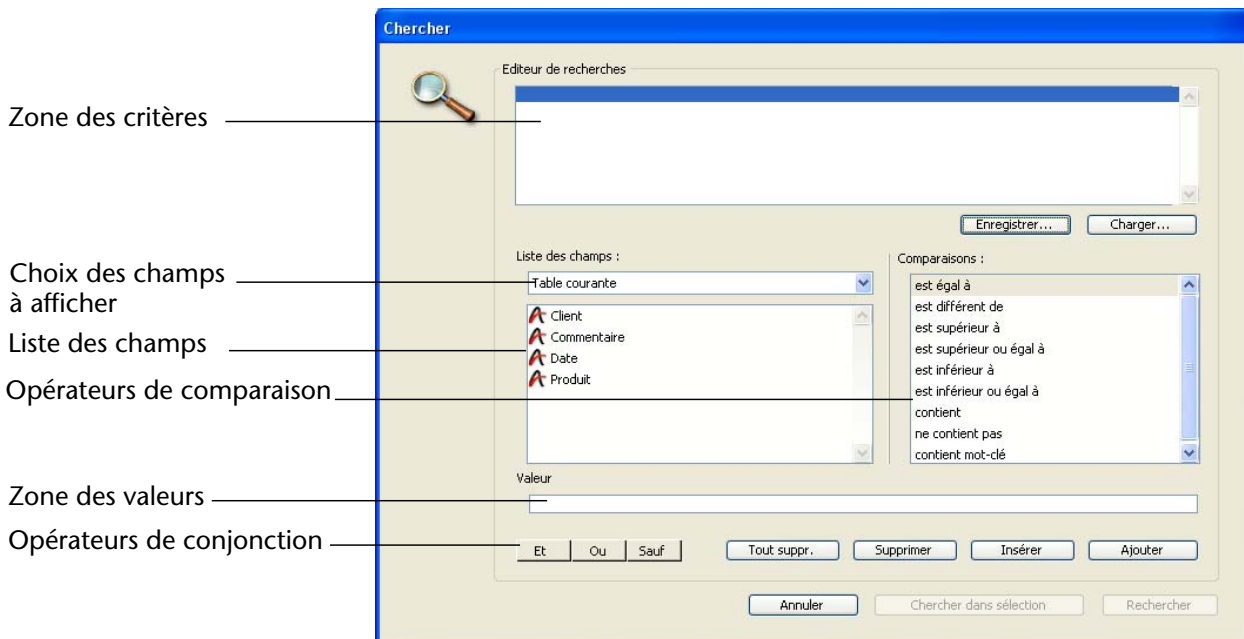 Chercher
Editeur de recherches
Zone des critères
Enregistrer...
Charger...
Liste des champs :
Comparaisons :
Choix des champs
à afficher
Table courante
est égal à
est différent de
Client
est supérieur à
Commentaire
Liste des champs
est supérieur ou égal à
Date
est inférieur à
Produit
Opérateurs de comparaison
est inférieur ou égal à
contient
ne contient pas
contient mot-clé
Valeur
Zone des valeurs
Opérateurs de conjonction
Et
Ou
Sauf
Tout suppr.
Supprimer
Insérer
Ajouter
Annuler
Chercher dans sélection
Rechercher